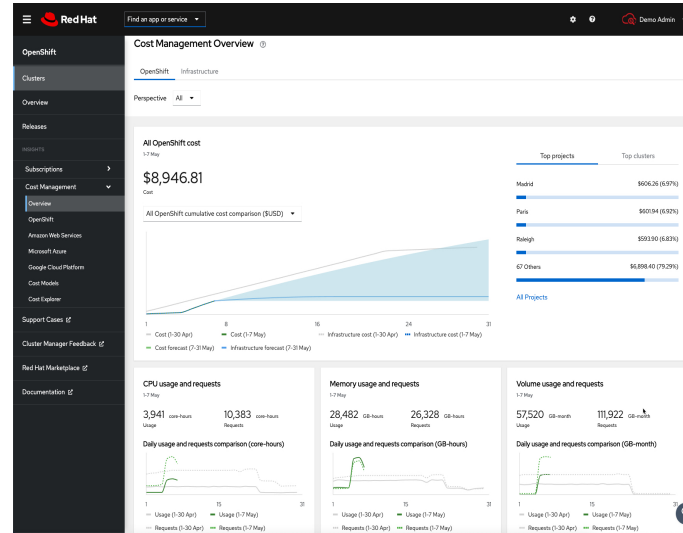 Red Hat
Find an app or service
Demo Admin
OpenShift
Clusters
Overview
Releases
INSIGHTS
Subscriptions
Cost Management
Overview
OpenShift
Amazon Web Services
Microsoft Azure
Google Cloud Platform
Cost Models
Cost Explorer
Support Cases
Cluster Manager Feedback
Red Hat Marketplace
Documentation
Cost Management Overview
OpenShift Infrastructure
Perspective All
All OpenShift cost
1-7 May
$8,946.81
Cost
All OpenShift cumulative cost comparison ($USD)
1 8 16 24 31
Cost (1-30 Apr) Cost (1-7 May) Infrastructure cost (1-30 Apr) Infrastructure cost (1-7 May)
Cost forecast (7-31 May) Infrastructure forecast (7-31 May)
Top projects Top clusters
Madrid $606.26 (6.97%)
Paris $601.94 (6.92%)
Raleigh $593.90 (6.83%)
67 Others $6,898.40 (79.29%)
All Projects
CPU usage and requests
1-7 May
3,941 core-hours 10,383 core-hours
Usage Requests
Daily usage and requests comparison (core-hours)
1 15 31
Usage (1-30 Apr) Usage (1-7 May)
Requests (1-30 Apr) Requests (1-7 May)
Memory usage and requests
1-7 May
28,482 GB-hours 26,328 GB-hours
Usage Requests
Daily usage and requests comparison (GB-hours)
1 15 31
Usage (1-30 Apr) Usage (1-7 May)
Requests (1-30 Apr) Requests (1-7 May)
Volume usage and requests
1-7 May
57,520 GB-month 111,922 GB-month
Usage Requests
Daily usage and requests comparison (GB-month)
1 15 31
Usage (1-30 Apr) Usage (1-7 May)
Requests (1-30 Apr) Requests (1-7 May)